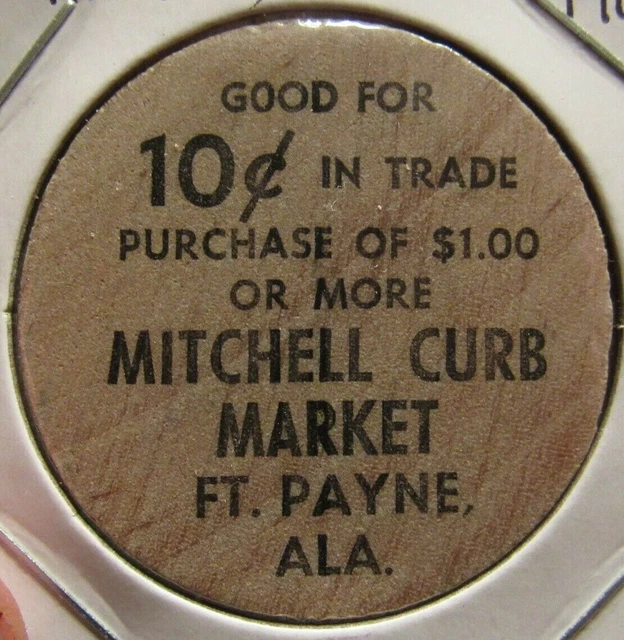 GOOD FOR
10¢ IN TRADE
PURCHASE OF $1.00
OR MORE
MITCHELL CURB
MARKET
FT. PAYNE,
ALA.